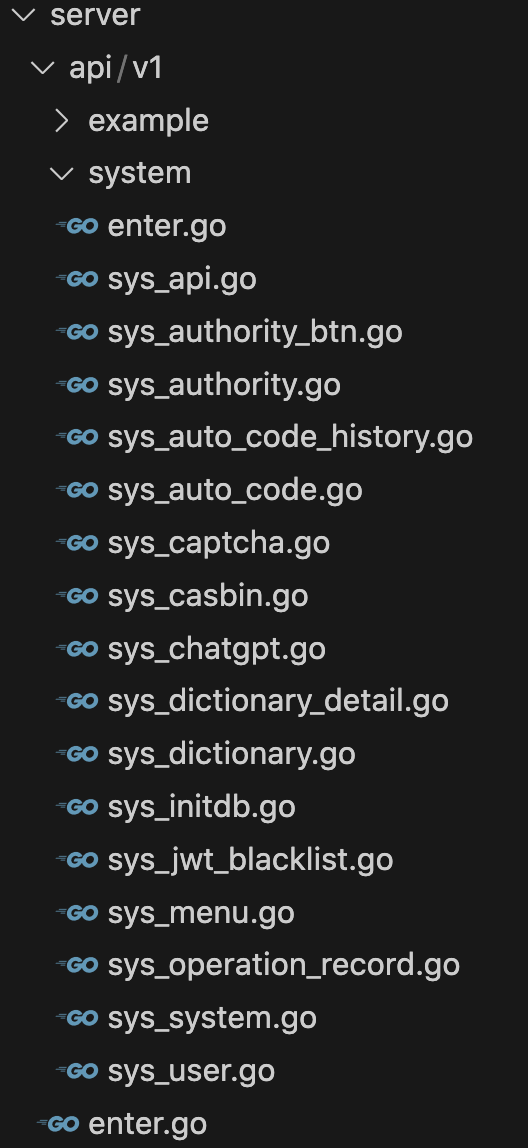 server
api/v1
example
system
GO enter.go
GO sys_api.go
GO sys_authority_btn.go
GO sys_authority.go
GO sys_auto_code_history.go
GO sys_auto_code.go
GO sys_captcha.go
GO sys_casbin.go
GO sys_chatgpt.go
GO sys_dictionary_detail.go
GO sys_dictionary.go
GO sys_initdb.go
GO sys_jwt_blacklist.go
GO sys_menu.go
GO sys_operation_record.go
GO sys_system.go
GO sys_user.go
GO enter.go